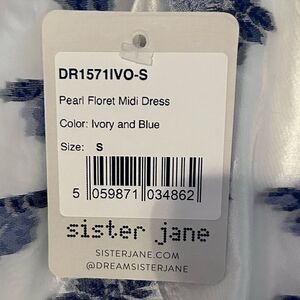 DR1571IVO-S
Pearl Floret Midi Dress
Color: Ivory and Blue
Size: S
5 059871 034862
sister jane
SISTERJANE.COM
@DREAMSISTERJANE